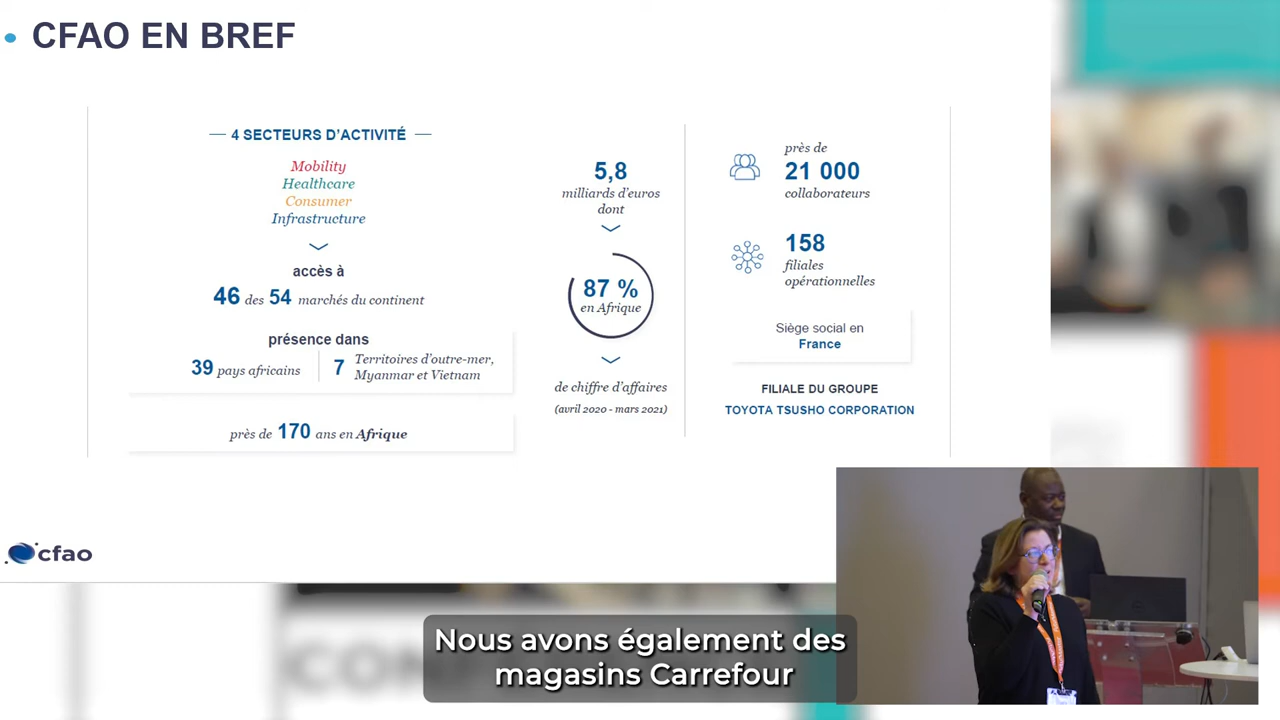 CFAO EN BREF
4 SECTEURS D'ACTIVITÉ
Mobility
Healthcare
Consumer
Infrastructure
accès à
46 des 54 marchés du continent
présence dans
39 pays africains
7 Territoires d'outre-mer,
Myanmar et Vietnam
près de 170 ans en Afrique
5,8
milliards d'euros
dont
87 %
en Afrique
de chiffre d'affaires
(avril 2020 - mars 2021)
près de
21 000
collaborateurs
158
filiales
opérationnelles
Siège social en
France
FILIALE DU GROUPE
TOYOTA TSUSHO CORPORATION
cfao
Nous avons également des
magasins Carrefour